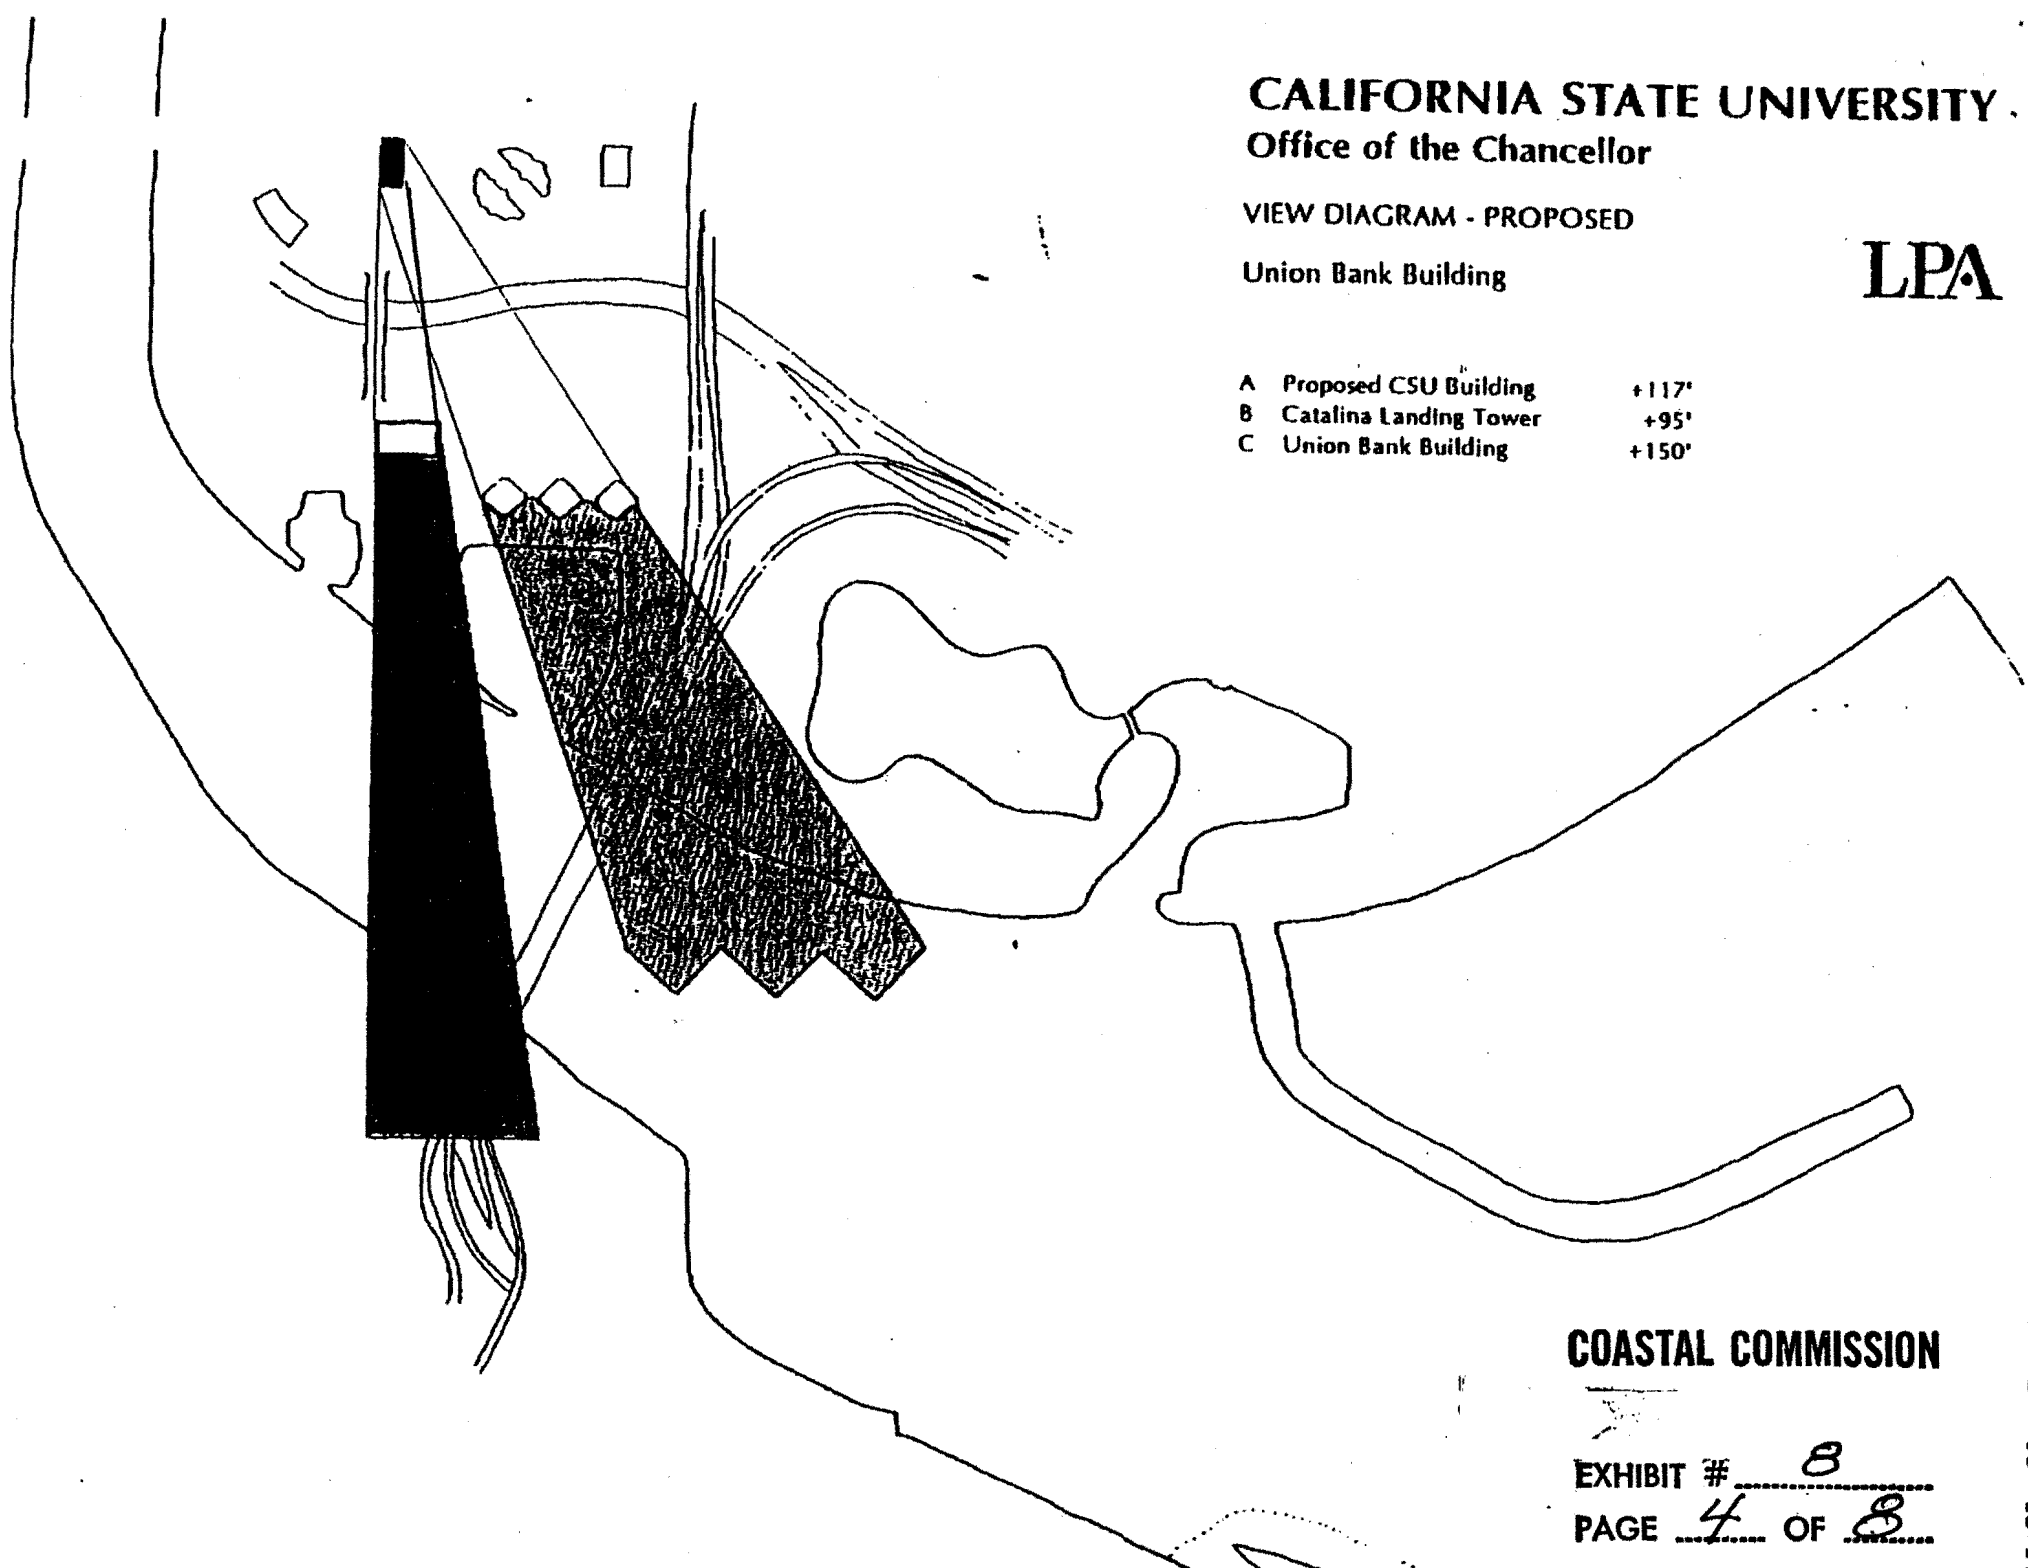 CALIFORNIA STATE UNIVERSITY
Office of the Chancellor
VIEW DIAGRAM - PROPOSED
Union Bank Building
LPA
A Proposed CSU Building +117'
B Catalina Landing Tower +95'
C Union Bank Building +150'
COASTAL COMMISSION
EXHIBIT # 8
PAGE 4 OF 8